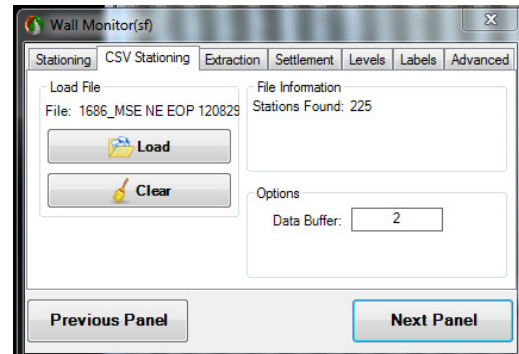 Wall Monitor(sf)
X
Stationing CSV Stationing Extraction Settlement Levels Labels Advanced
Load File
File: 1686_MSE NE EOP 120829
Load
Clear
File Information
Stations Found: 225
Options
Data Buffer: 2
Previous Panel
Next Panel